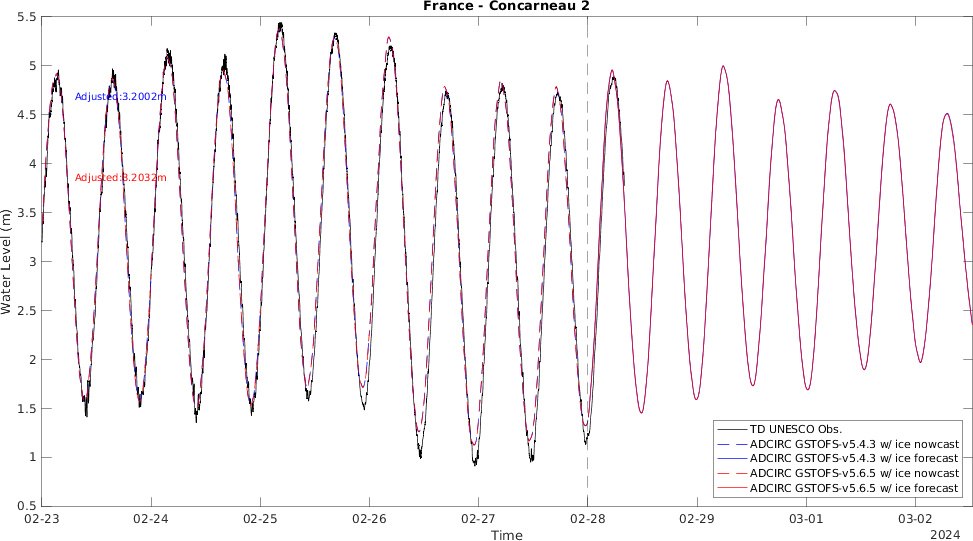 France - Concarneau 2
5.5
5
4.5
4
3.5
3
2.5
2
1.5
1
0.5
Water Level (m)
Adjusted:3.2002m
Adjusted:3.2032m
TD UNESCO Obs.
ADCIRC GSTOFS-v5.4.3 w/ ice nowcast
ADCIRC GSTOFS-v5.4.3 w/ ice forecast
ADCIRC GSTOFS-v5.6.5 w/ ice nowcast
ADCIRC GSTOFS-v5.6.5 w/ ice forecast
02-23 02-24 02-25 02-26 02-27 02-28 02-29 03-01 03-02
Time
2024